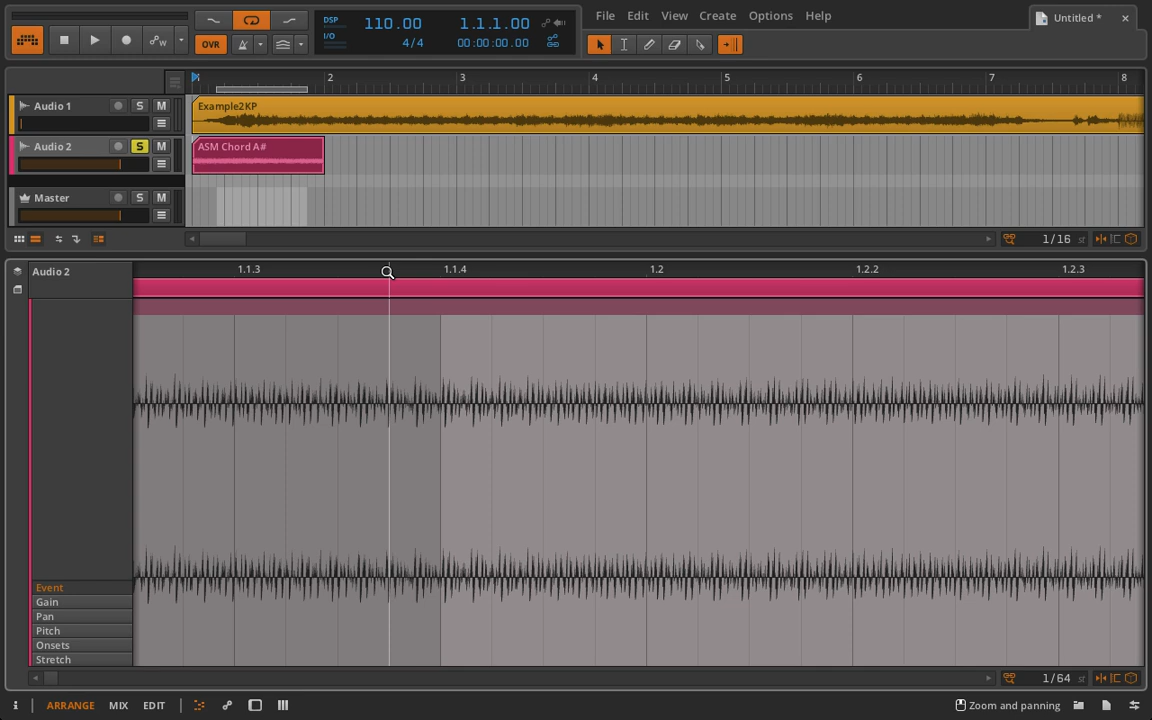 File Edit View Create Options Help
Untitled *
DSP 110.00 1.1.1.00
I/O 4/4 00:00:00.00
OVR
2 3 4 5 6 7 8
Audio 1 S M
Example2KP
Audio 2 S M
ASM Chord A#
Master S M
1/16 st
Audio 2
1.1.3 1.1.4 1.2 1.2.2 1.2.3
Event
Gain
Pan
Pitch
Onsets
Stretch
1/64 st
i ARRANGE MIX EDIT Zoom and panning